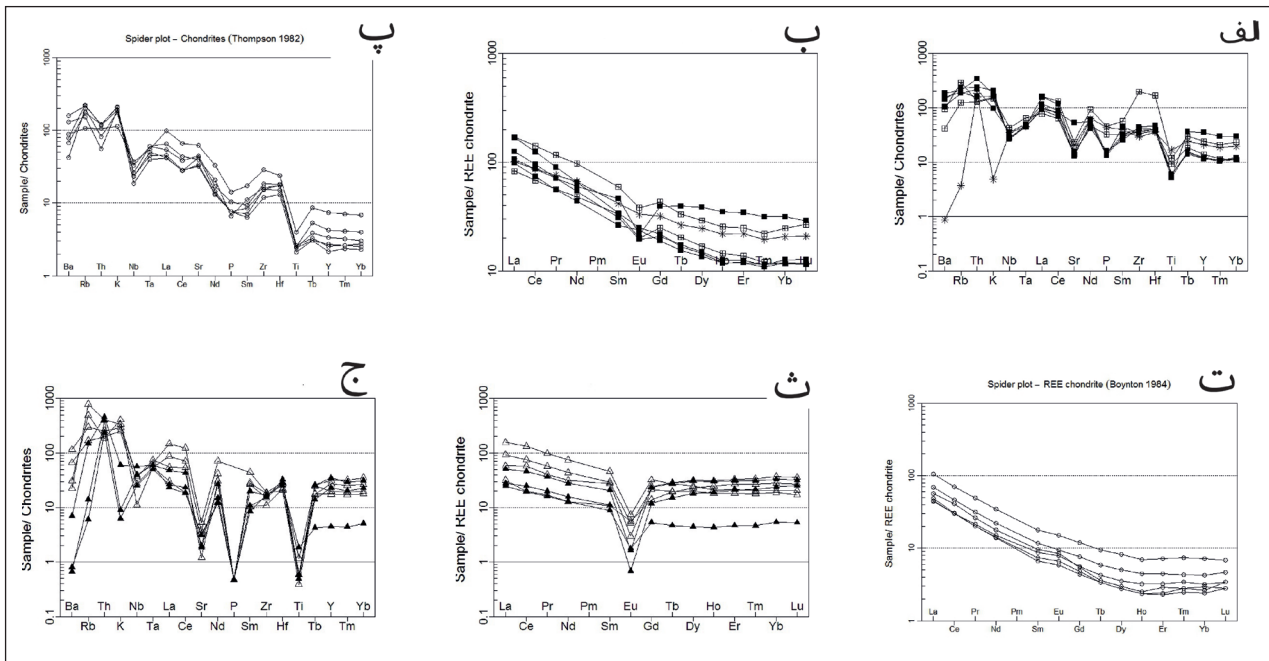 الف
Sample/ Chondrites
1000
100
10
1
0.1
Ba Th Nb La Sr P Zr Ti Y Yb
Rb K Ta Ce Nd Sm Hf Tb Tm
ب
Sample/ REE chondrite
1000
100
10
La Pr Pm Eu Tb Ho Tm Lu
Ce Nd Sm Gd Dy Er Yb
پ
Spider plot – Chondrites (Thompson 1982)
Sample/ Chondrites
1000
100
10
1
Ba Th Nb La Sr P Zr Ti Y Yb
Rb K Ta Ce Nd Sm Hf Tb Tm
ت
Spider plot – REE chondrite (Boynton 1984)
Sample/ REE chondrite
1000
100
10
1
La Pr Pm Eu Tb Ho Tm Lu
Ce Nd Sm Gd Dy Er Yb
ث
Sample/ REE chondrite
1000
100
10
1
0.1
La Pr Pm Eu Tb Ho Tm Lu
Ce Nd Sm Gd Dy Er Yb
ج
Sample/ Chondrites
1000
100
10
1
0.1
Ba Th Nb La Sr P Zr Ti Y Yb
Rb K Ta Ce Nd Sm Hf Tb Tm